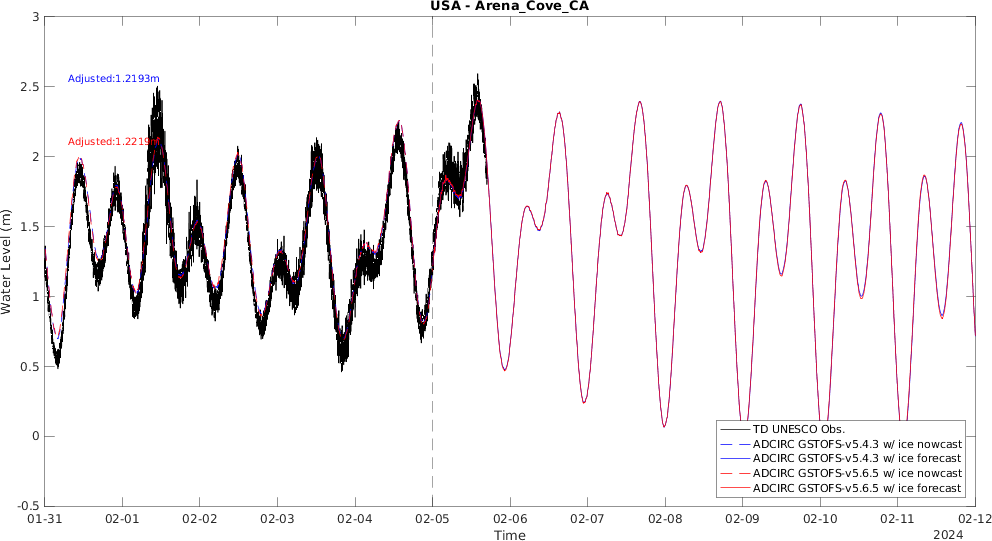 USA - Arena_Cove_CA
Adjusted:1.2193m
Adjusted:1.2219m
Water Level (m)
3
2.5
2
1.5
1
0.5
0
-0.5
TD UNESCO Obs.
ADCIRC GSTOFS-v5.4.3 w/ ice nowcast
ADCIRC GSTOFS-v5.4.3 w/ ice forecast
ADCIRC GSTOFS-v5.6.5 w/ ice nowcast
ADCIRC GSTOFS-v5.6.5 w/ ice forecast
01-31 02-01 02-02 02-03 02-04 02-05 02-06 02-07 02-08 02-09 02-10 02-11 02-12
Time
2024